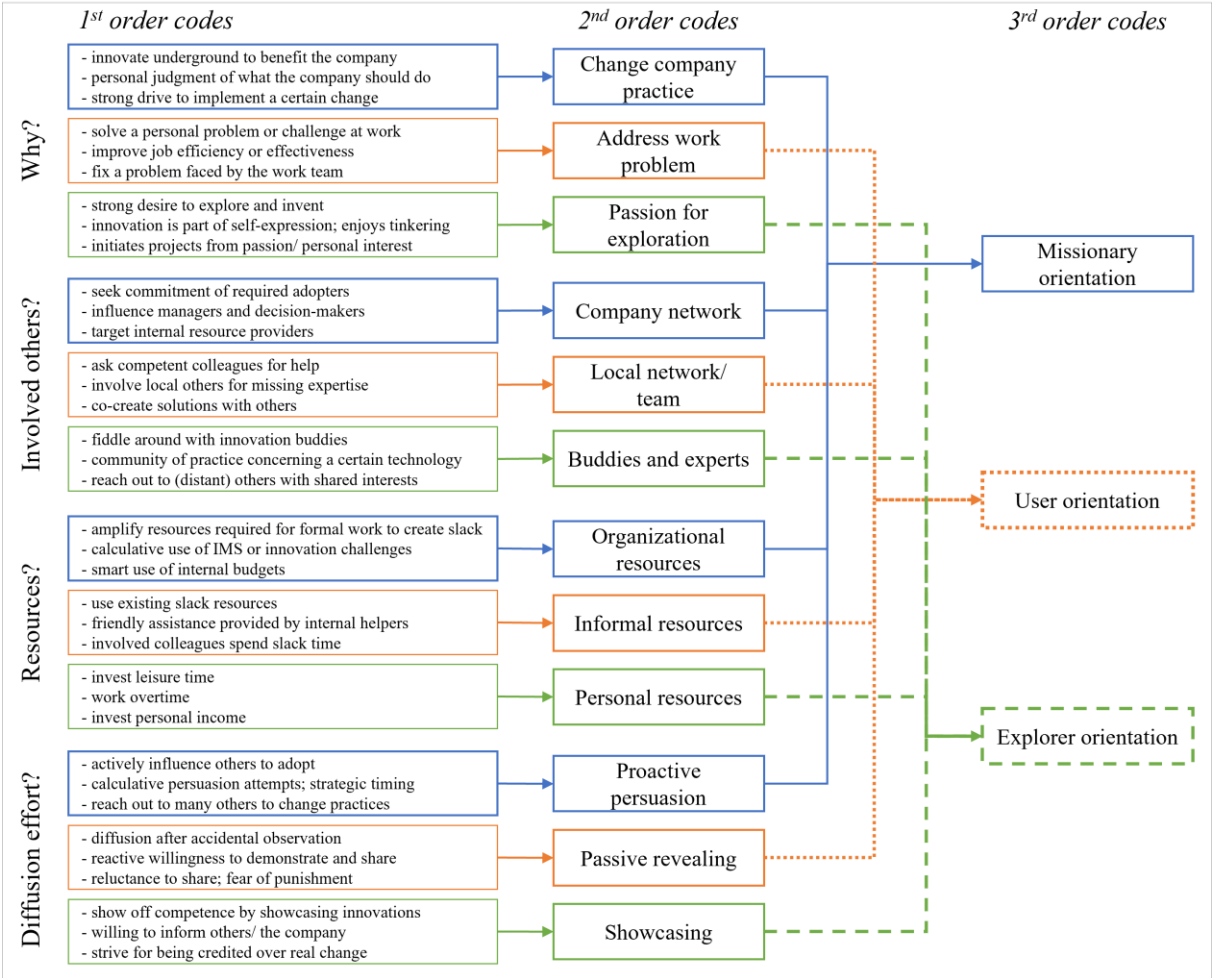 1st order codes
2nd order codes
3rd order codes
Why?
- innovate underground to benefit the company
- personal judgment of what the company should do
- strong drive to implement a certain change
Change company
practice
- solve a personal problem or challenge at work
- improve job efficiency or effectiveness
- fix a problem faced by the work team
Address work
problem
- strong desire to explore and invent
- innovation is part of self-expression; enjoys tinkering
- initiates projects from passion/ personal interest
Passion for
exploration
Involved others?
- seek commitment of required adopters
- influence managers and decision-makers
- target internal resource providers
Company network
- ask competent colleagues for help
- involve local others for missing expertise
- co-create solutions with others
Local network/
team
- fiddle around with innovation buddies
- community of practice concerning a certain technology
- reach out to (distant) others with shared interests
Buddies and experts
Resources?
- amplify resources required for formal work to create slack
- calculative use of IMS or innovation challenges
- smart use of internal budgets
Organizational
resources
- use existing slack resources
- friendly assistance provided by internal helpers
- involved colleagues spend slack time
Informal resources
- invest leisure time
- work overtime
- invest personal income
Personal resources
Diffusion effort?
- actively influence others to adopt
- calculative persuasion attempts; strategic timing
- reach out to many others to change practices
Proactive
persuasion
- diffusion after accidental observation
- reactive willingness to demonstrate and share
- reluctance to share; fear of punishment
Passive revealing
- show off competence by showcasing innovations
- willing to inform others/ the company
- strive for being credited over real change
Showcasing
Missionary
orientation
User orientation
Explorer orientation